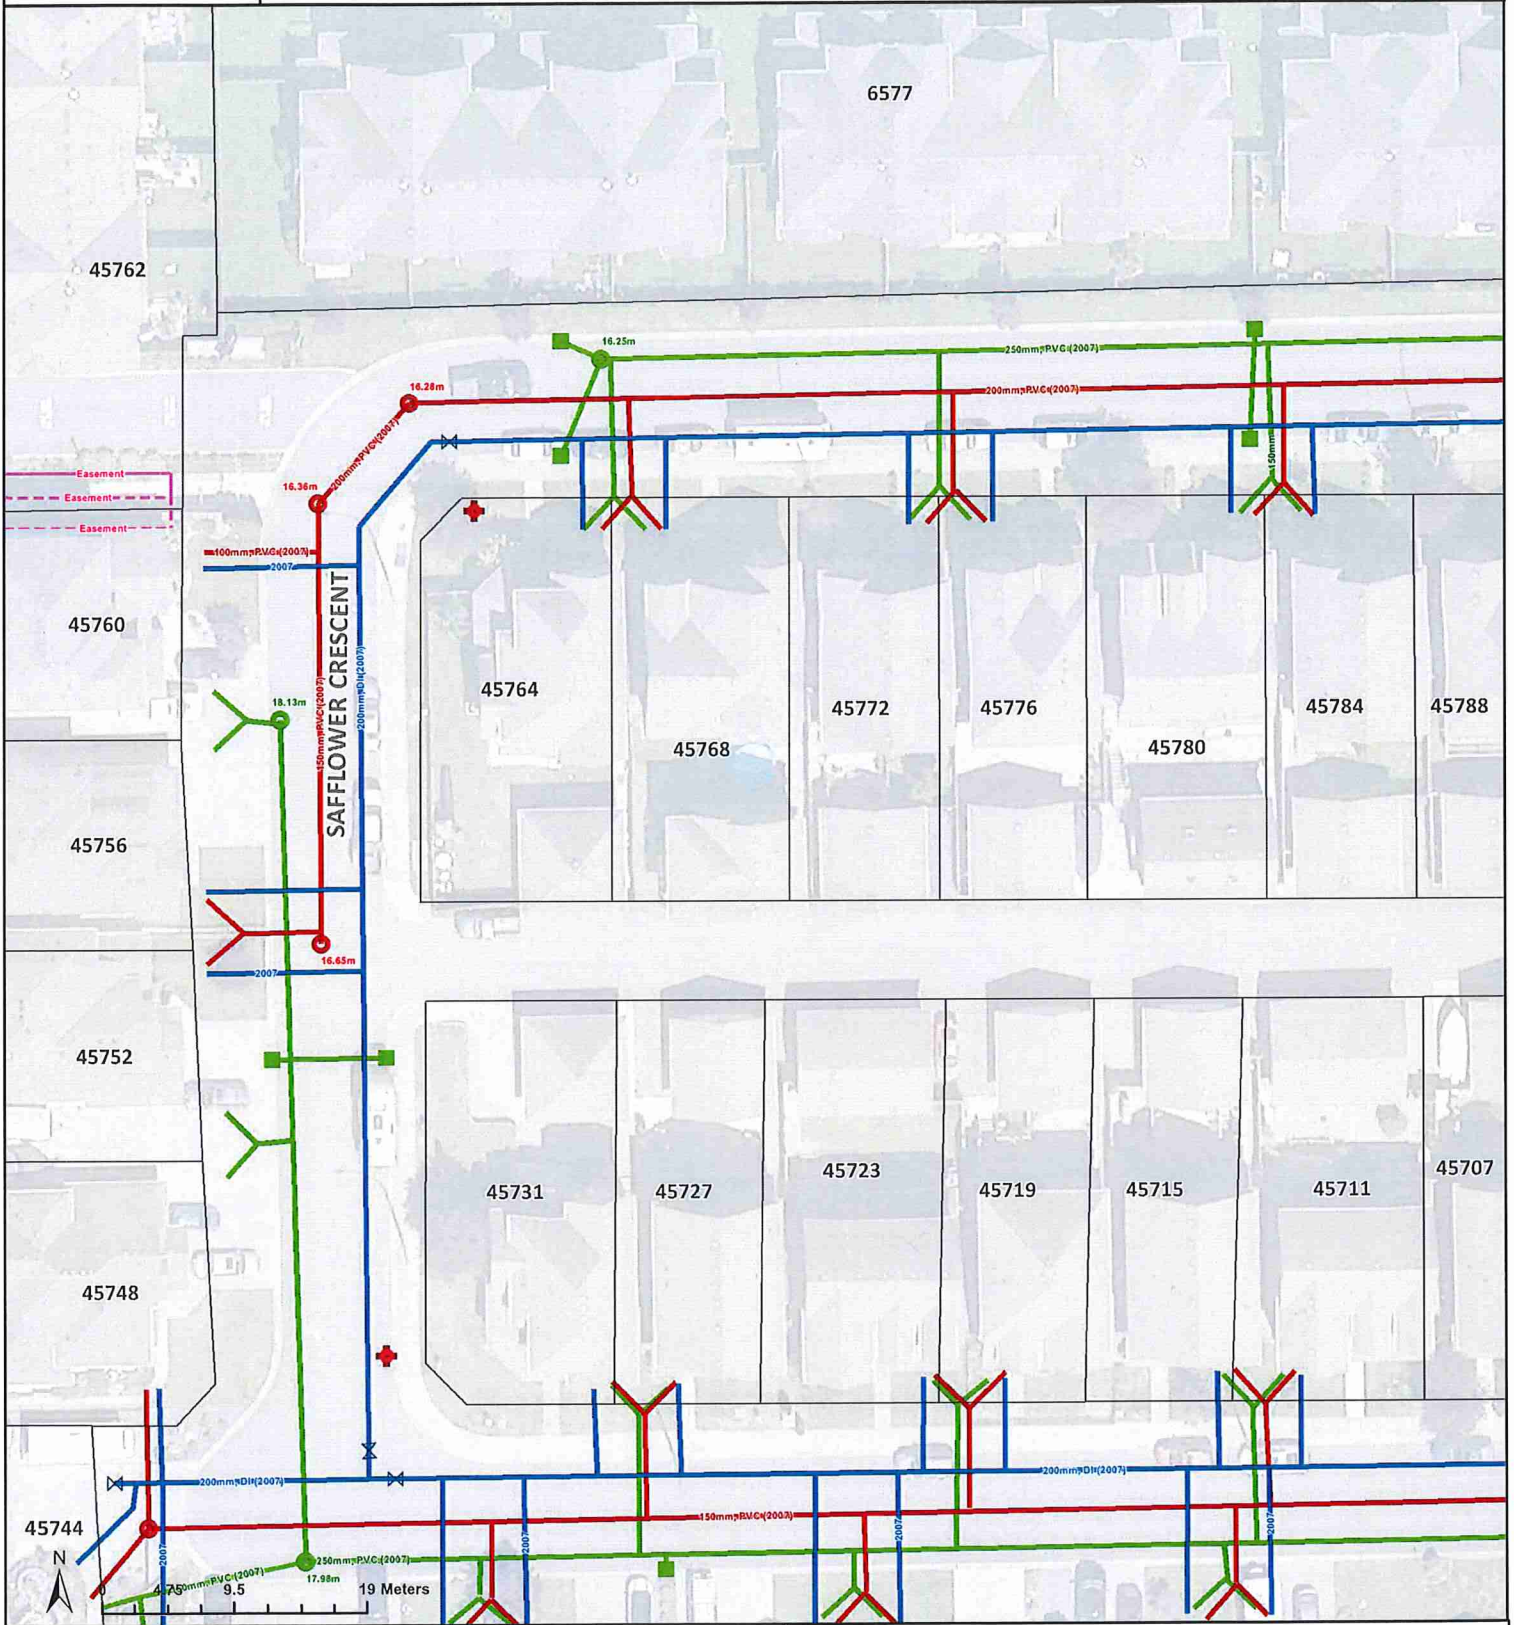 6577
45762
16.25m
250mm, PVC (2007)
16.28m
200mm, PVC (2007)
200mm, PVC (2007)
Easement
Easement
Easement
16.36m
150mm
100mm, PVC (2007)
2007
45760
SAFFLOWER CRESCENT
150mm, PVC (2007)
200mm, DI (2007)
18.13m
45764
45768
45772
45776
45780
45784
45788
45756
16.65m
2007
45752
45731
45727
45723
45719
45715
45711
45707
45748
200mm, DI (2007)
200mm, DI (2007)
150mm, PVC (2007)
45744
2007
2007
2007
2007
250mm, PVC (2007)
17.98m
N
0
4.75
9.5
19 Meters